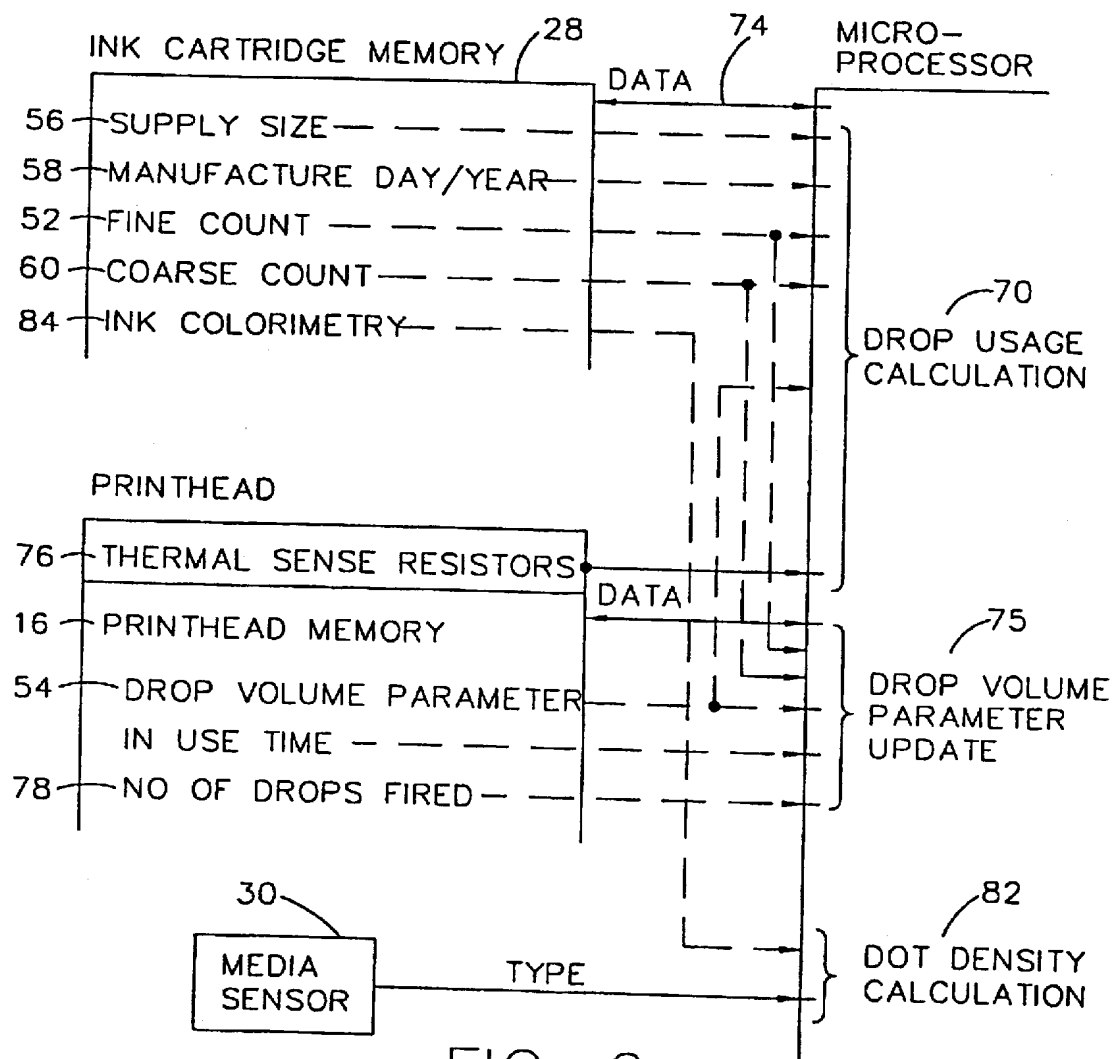 INK CARTRIDGE MEMORY
28
74
MICRO-
PROCESSOR
DATA
56 SUPPLY SIZE
58 MANUFACTURE DAY/YEAR
52 FINE COUNT
60 COARSE COUNT
84 INK COLORIMETRY
70
DROP USAGE
CALCULATION
PRINTHEAD
76 THERMAL SENSE RESISTORS
DATA
16 PRINTHEAD MEMORY
54 DROP VOLUME PARAMETER
IN USE TIME
78 NO OF DROPS FIRED
75
DROP VOLUME
PARAMETER
UPDATE
30
MEDIA
SENSOR
TYPE
82
DOT DENSITY
CALCULATION